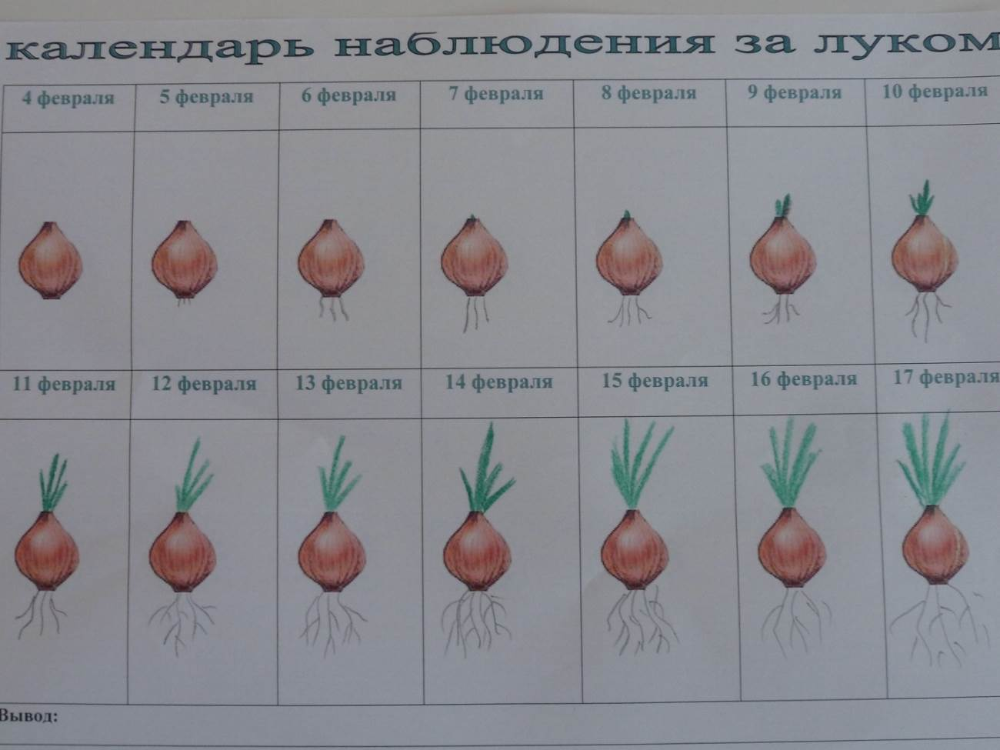 календарь наблюдения за луком
4 февраля 5 февраля 6 февраля 7 февраля 8 февраля 9 февраля 10 февраля
11 февраля 12 февраля 13 февраля 14 февраля 15 февраля 16 февраля 17 февраля
Вывод: